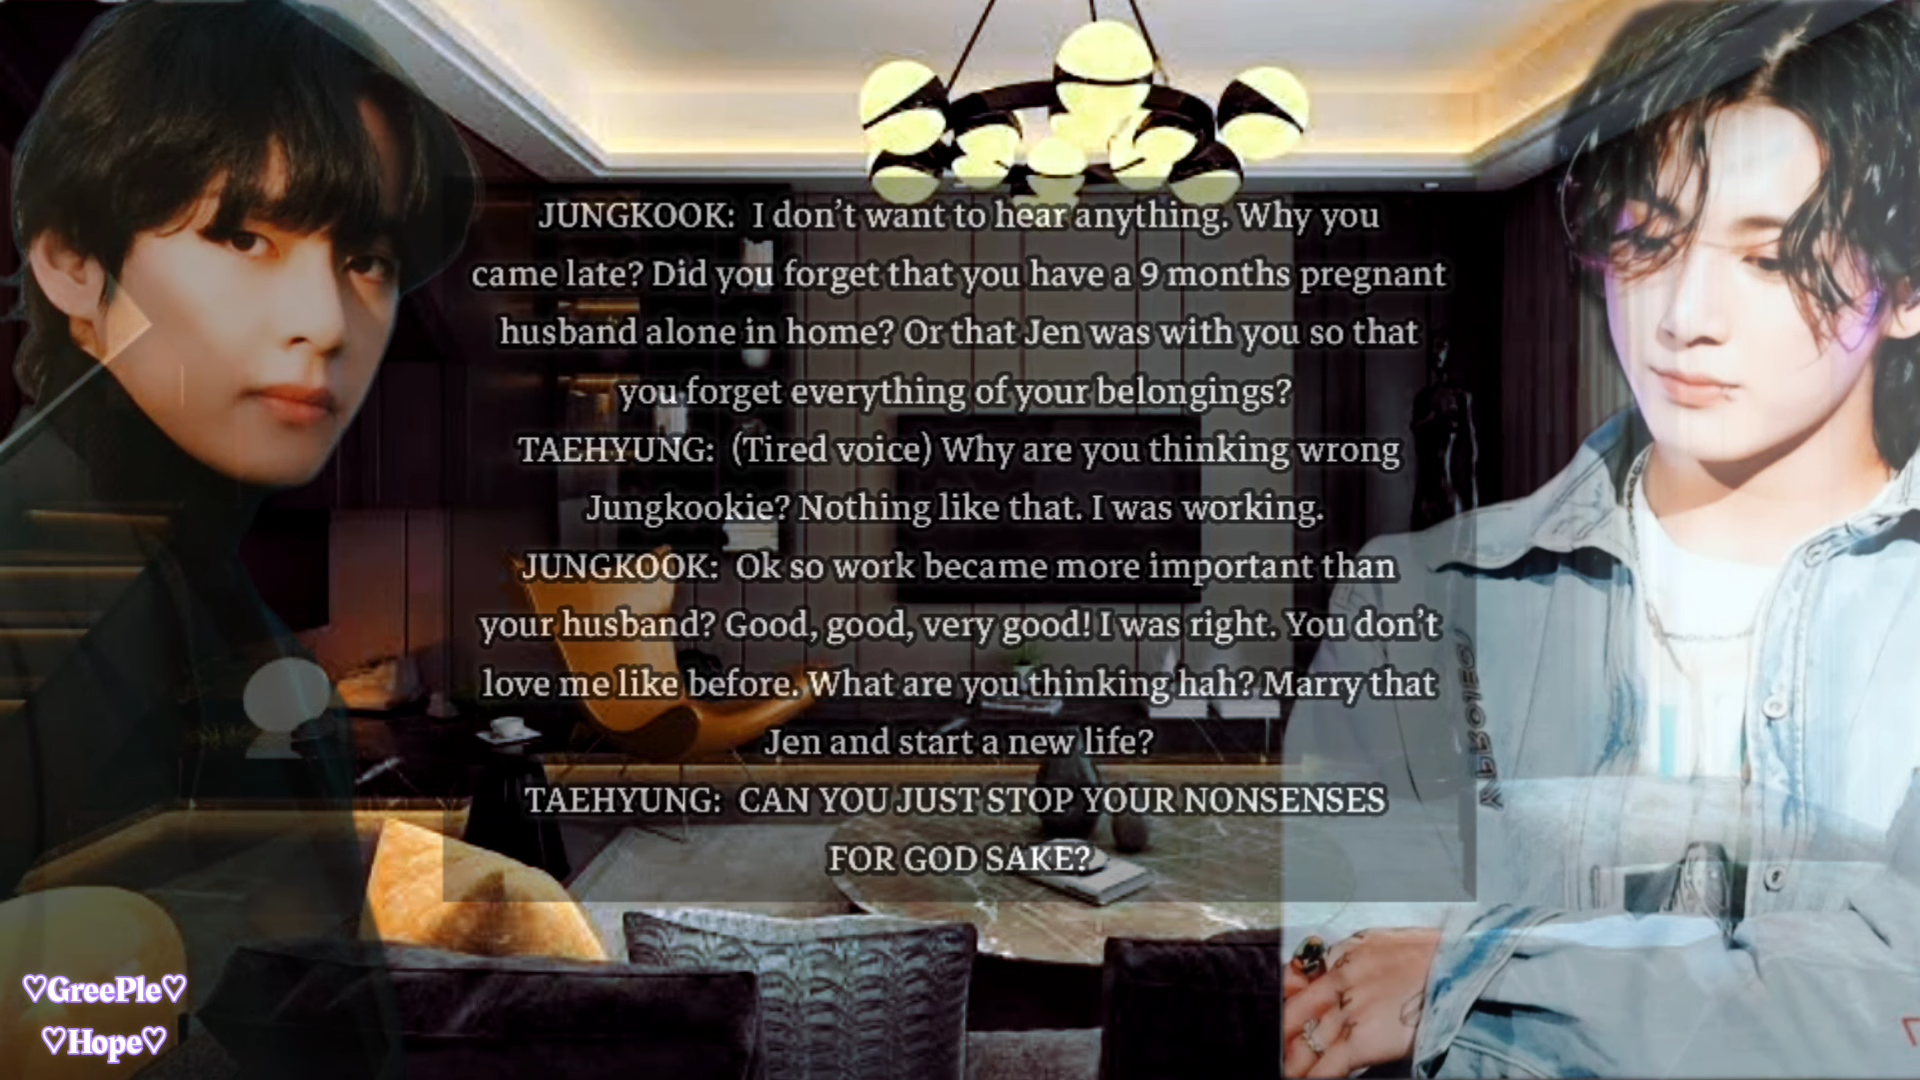 JUNGKOOK: I don't want to hear anything. Why you
came late? Did you forget that you have a 9 months pregnant
husband alone in home? Or that Jen was with you so that
you forget everything of your belongings?
TAEHYUNG: (Tired voice) Why are you thinking wrong
Jungkookie? Nothing like that. I was working.
JUNGKOOK: Ok so work became more important than
your husband? Good, good, very good! I was right. You don't
love me like before. What are you thinking hah? Marry that
Jen and start a new life?
TAEHYUNG: CAN YOU JUST STOP YOUR NONSENSES
FOR GOD SAKE?
♡GreePle♡
♡Hope♡